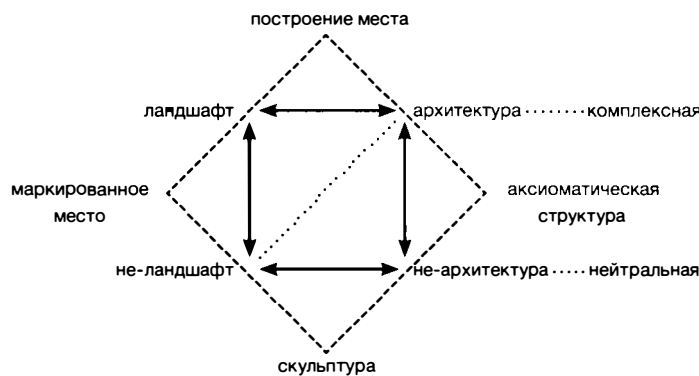 построение места
ландшафт архитектура ........ комплексная
маркированное место аксиоматическая структура
не-ландшафт не-архитектура ..... нейтральная
скульптура